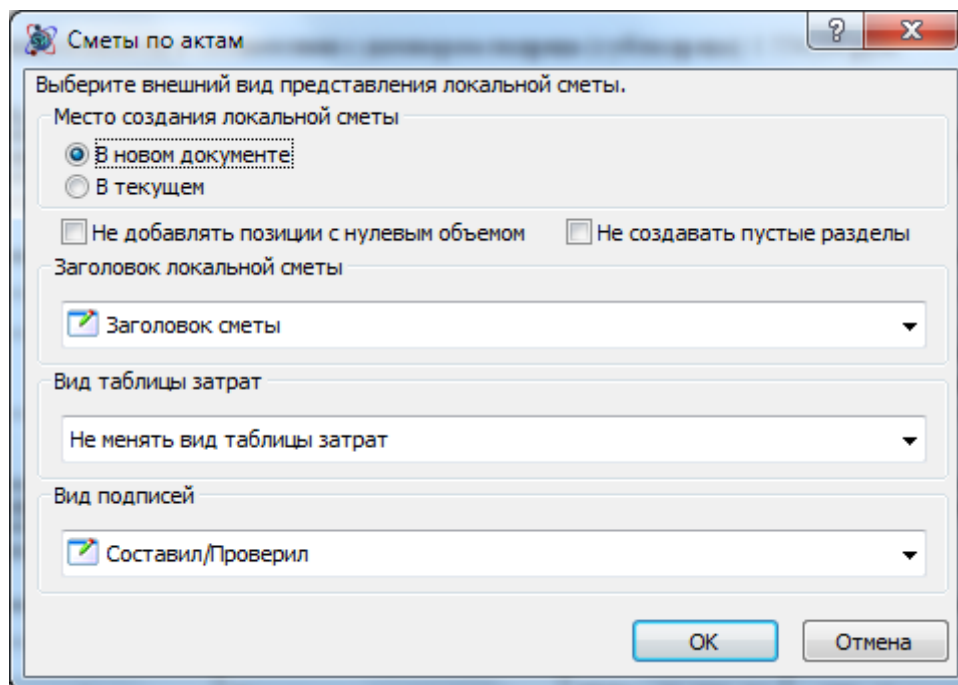 Сметы по актам
Выберите внешний вид представления локальной сметы.
Место создания локальной сметы
В новом документе
В текущем
Не добавлять позиции с нулевым объемом Не создавать пустые разделы
Заголовок локальной сметы
Заголовок сметы
Вид таблицы затрат
Не менять вид таблицы затрат
Вид подписей
Составил/Проверил
OK Отмена